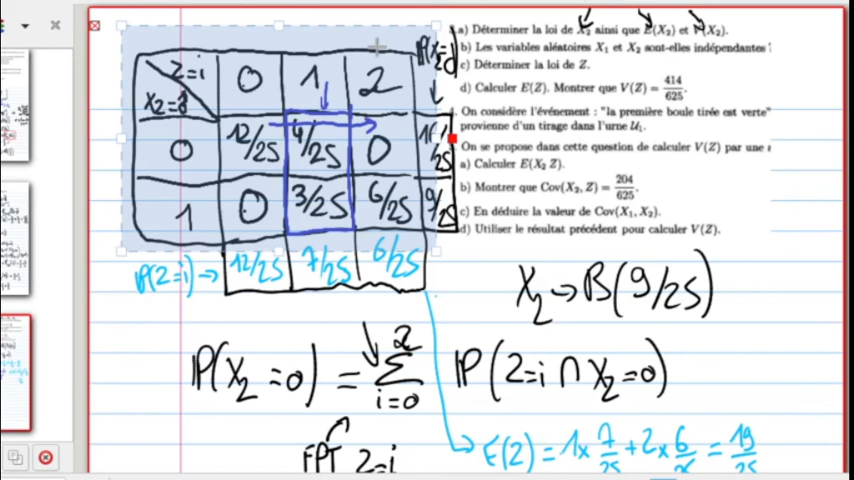 3.a) Déterminer la loi de X₂ ainsi que E(X₂) et V(X₂).
b) Les variables aléatoires X₁ et X₂ sont-elles indépendantes ?
c) Déterminer la loi de Z.
d) Calculer E(Z). Montrer que V(Z) = 414/625.
On considère l'événement : "la première boule tirée est verte"
provienne d'un tirage dans l'urne U₁.
On se propose dans cette question de calculer V(Z) par une
a) Calculer E(X₂ Z).
b) Montrer que Cov(X₂, Z) = 204/625.
c) En déduire la valeur de Cov(X₁, X₂).
d) Utiliser le résultat précédent pour calculer V(Z).
Z=i 0 1 2
X₂=j
0 12/25 4/25 0 16/25
1 0 3/25 6/25 9/25
P(Z=i) → 12/25 7/25 6/25
X₂ → B(9/25)
P(X₂=0) = Σ i=0 2 P(Z=i ∩ X₂=0)
FPT Z=i
E(Z) = 1 × 7/25 + 2 × 6/25 = 19/25